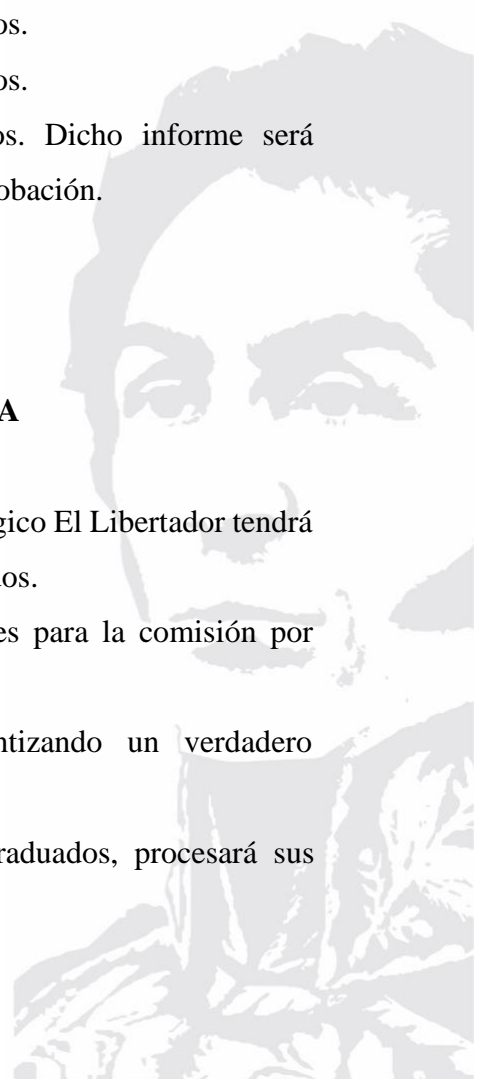 os.
os.
os. Dicho informe será
obación.
A
gico El Libertador tendrá
los.
es para la comisión por
ntizando un verdadero
raduados, procesará sus